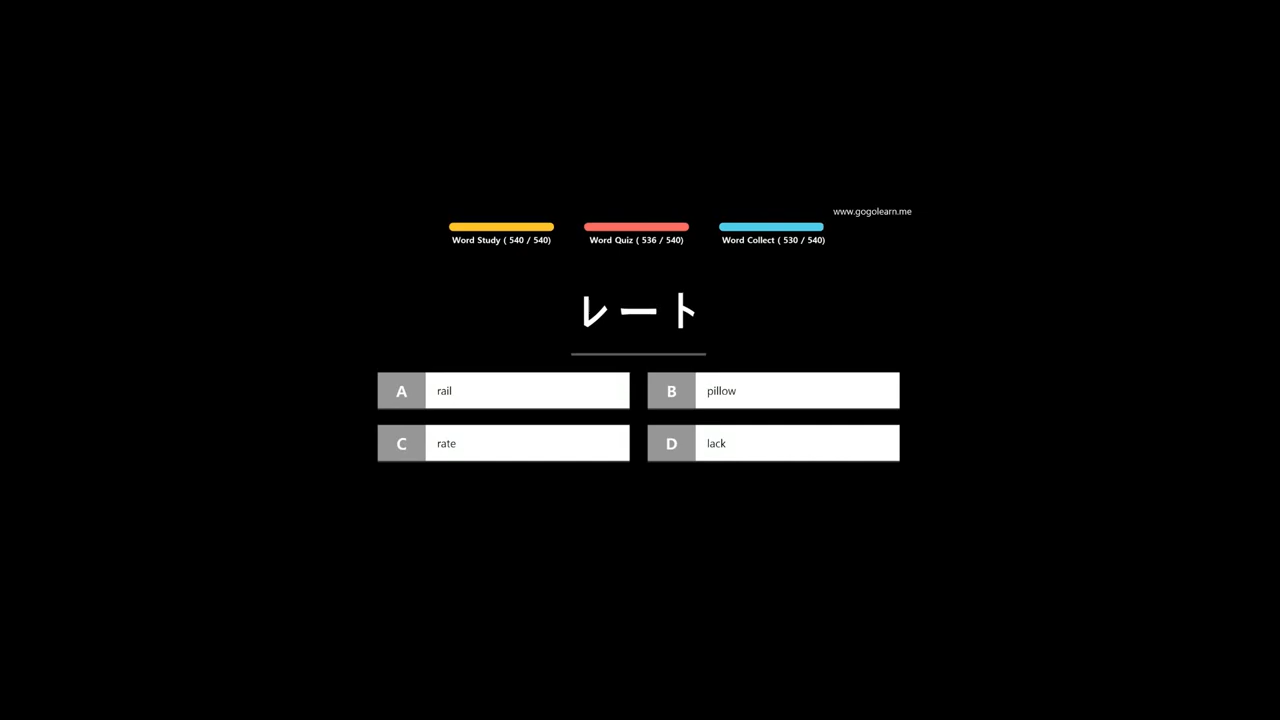 www.gogolearn.me
Word Study ( 540 / 540)
Word Quiz ( 536 / 540)
Word Collect ( 530 / 540)
レート
A rail
B pillow
C rate
D lack